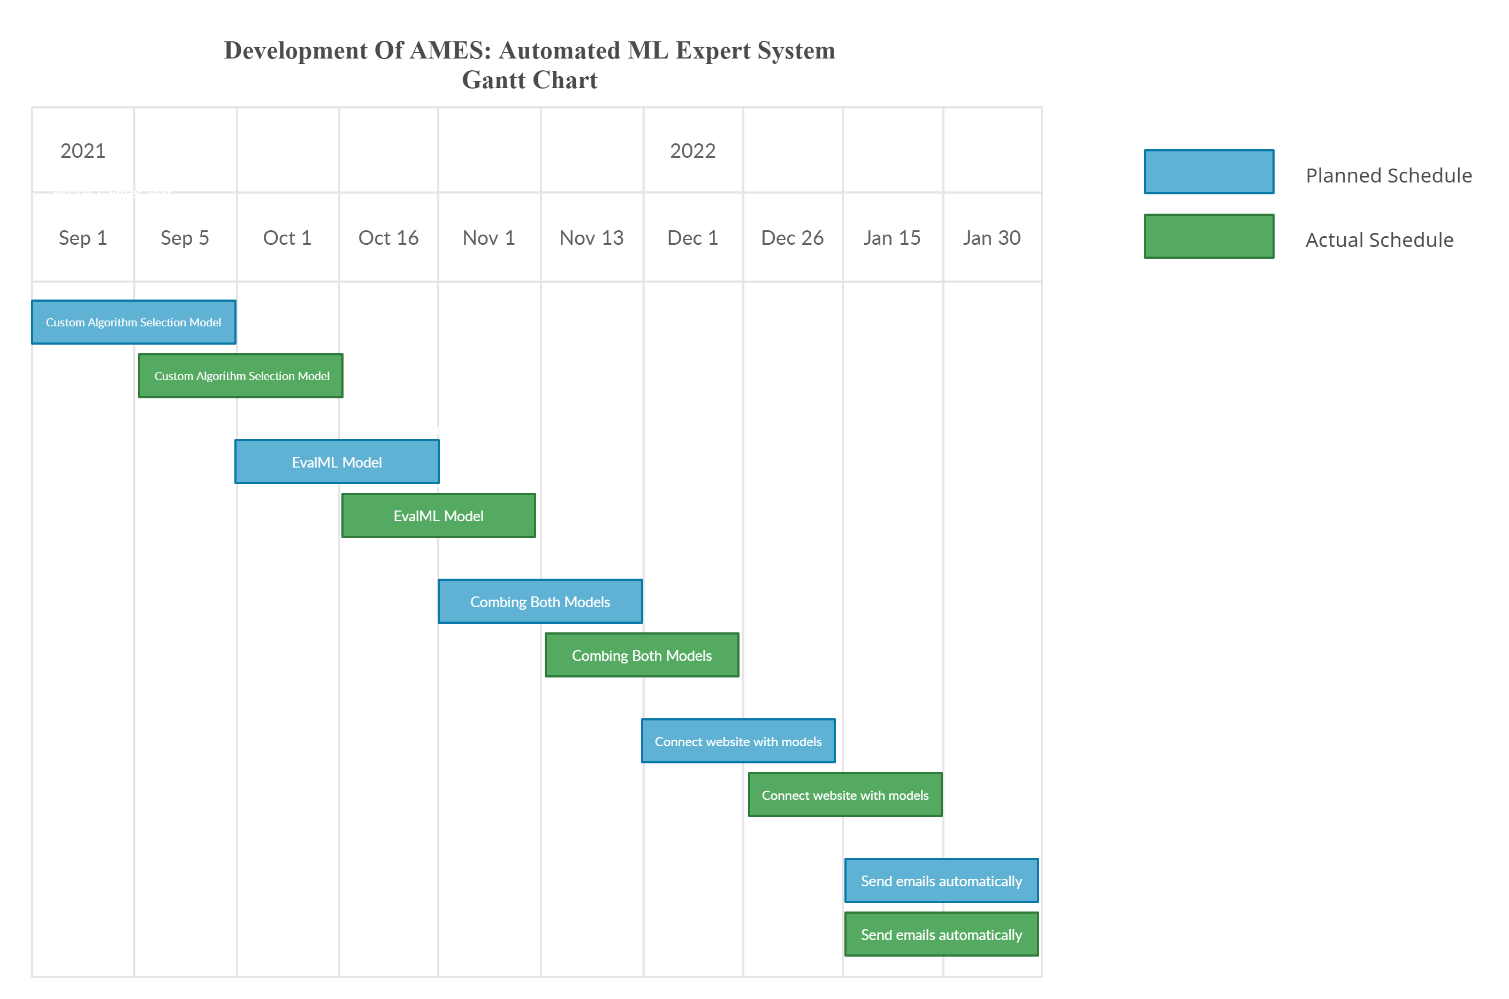 Development Of AMES: Automated ML Expert System
Gantt Chart
2021
2022
Sep 1
Sep 5
Oct 1
Oct 16
Nov 1
Nov 13
Dec 1
Dec 26
Jan 15
Jan 30
Planned Schedule
Actual Schedule
Custom Algorithm Selection Model
Custom Algorithm Selection Model
EvalML Model
EvalML Model
Combing Both Models
Combing Both Models
Connect website with models
Connect website with models
Send emails automatically
Send emails automatically